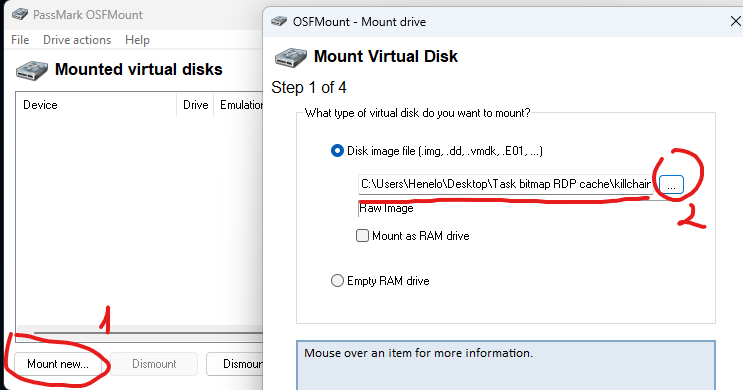 PassMark OSFMount
File Drive actions Help
Mounted virtual disks
Device Drive Emulation
1
Mount new... Dismount Dismoun
OSFMount - Mount drive
Mount Virtual Disk
Step 1 of 4
What type of virtual disk do you want to mount?
Disk image file (.img, .dd, .vmdk, .E01, ...)
C:\Users\Henelo\Desktop\Task bitmap RDP cache\killchain
...
2
Raw Image
Mount as RAM drive
Empty RAM drive
Mouse over an item for more information.